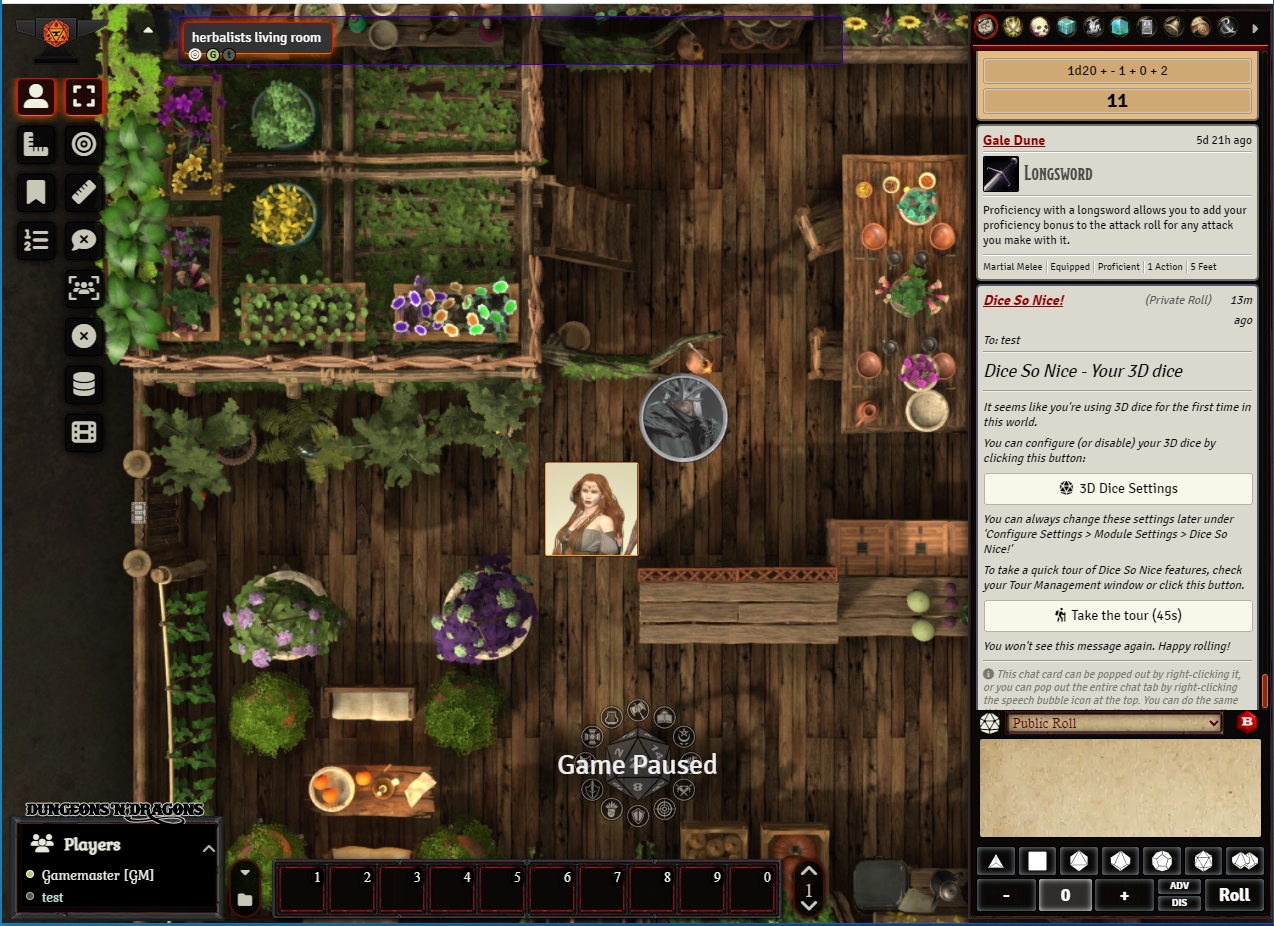 herbalists living room
G
t
1d20 + - 1 + 0 + 2
11
Gale Dune
5d 21h ago
Longsword
Proficiency with a longsword allows you to add your
proficiency bonus to the attack roll for any attack
you make with it.
Martial Melee
Equipped
Proficient
1 Action
5 Feet
Dice So Nice!
(Private Roll)
13m
ago
To: test
Dice So Nice - Your 3D dice
It seems like you're using 3D dice for the first time in
this world.
You can configure (or disable) your 3D dice by
clicking this button:
3D Dice Settings
You can always change these settings later under
'Configure Settings > Module Settings > Dice So
Nice!'
To take a quick tour of Dice So Nice features, check
your Tour Management window or click this button.
Take the tour (45s)
You won't see this message again. Happy rolling!
This chat card can be popped out by right-clicking it,
or you can pop out the entire chat tab by right-clicking
the speech bubble icon at the top. You can do the same
Public Roll
B
Game Paused
DUNGEONS'N'DRAGONS
Players
Gamemaster [GM]
test
1 2 3 4 5 6 7 8 9 0
1
- 0 +
ADV
DIS
Roll